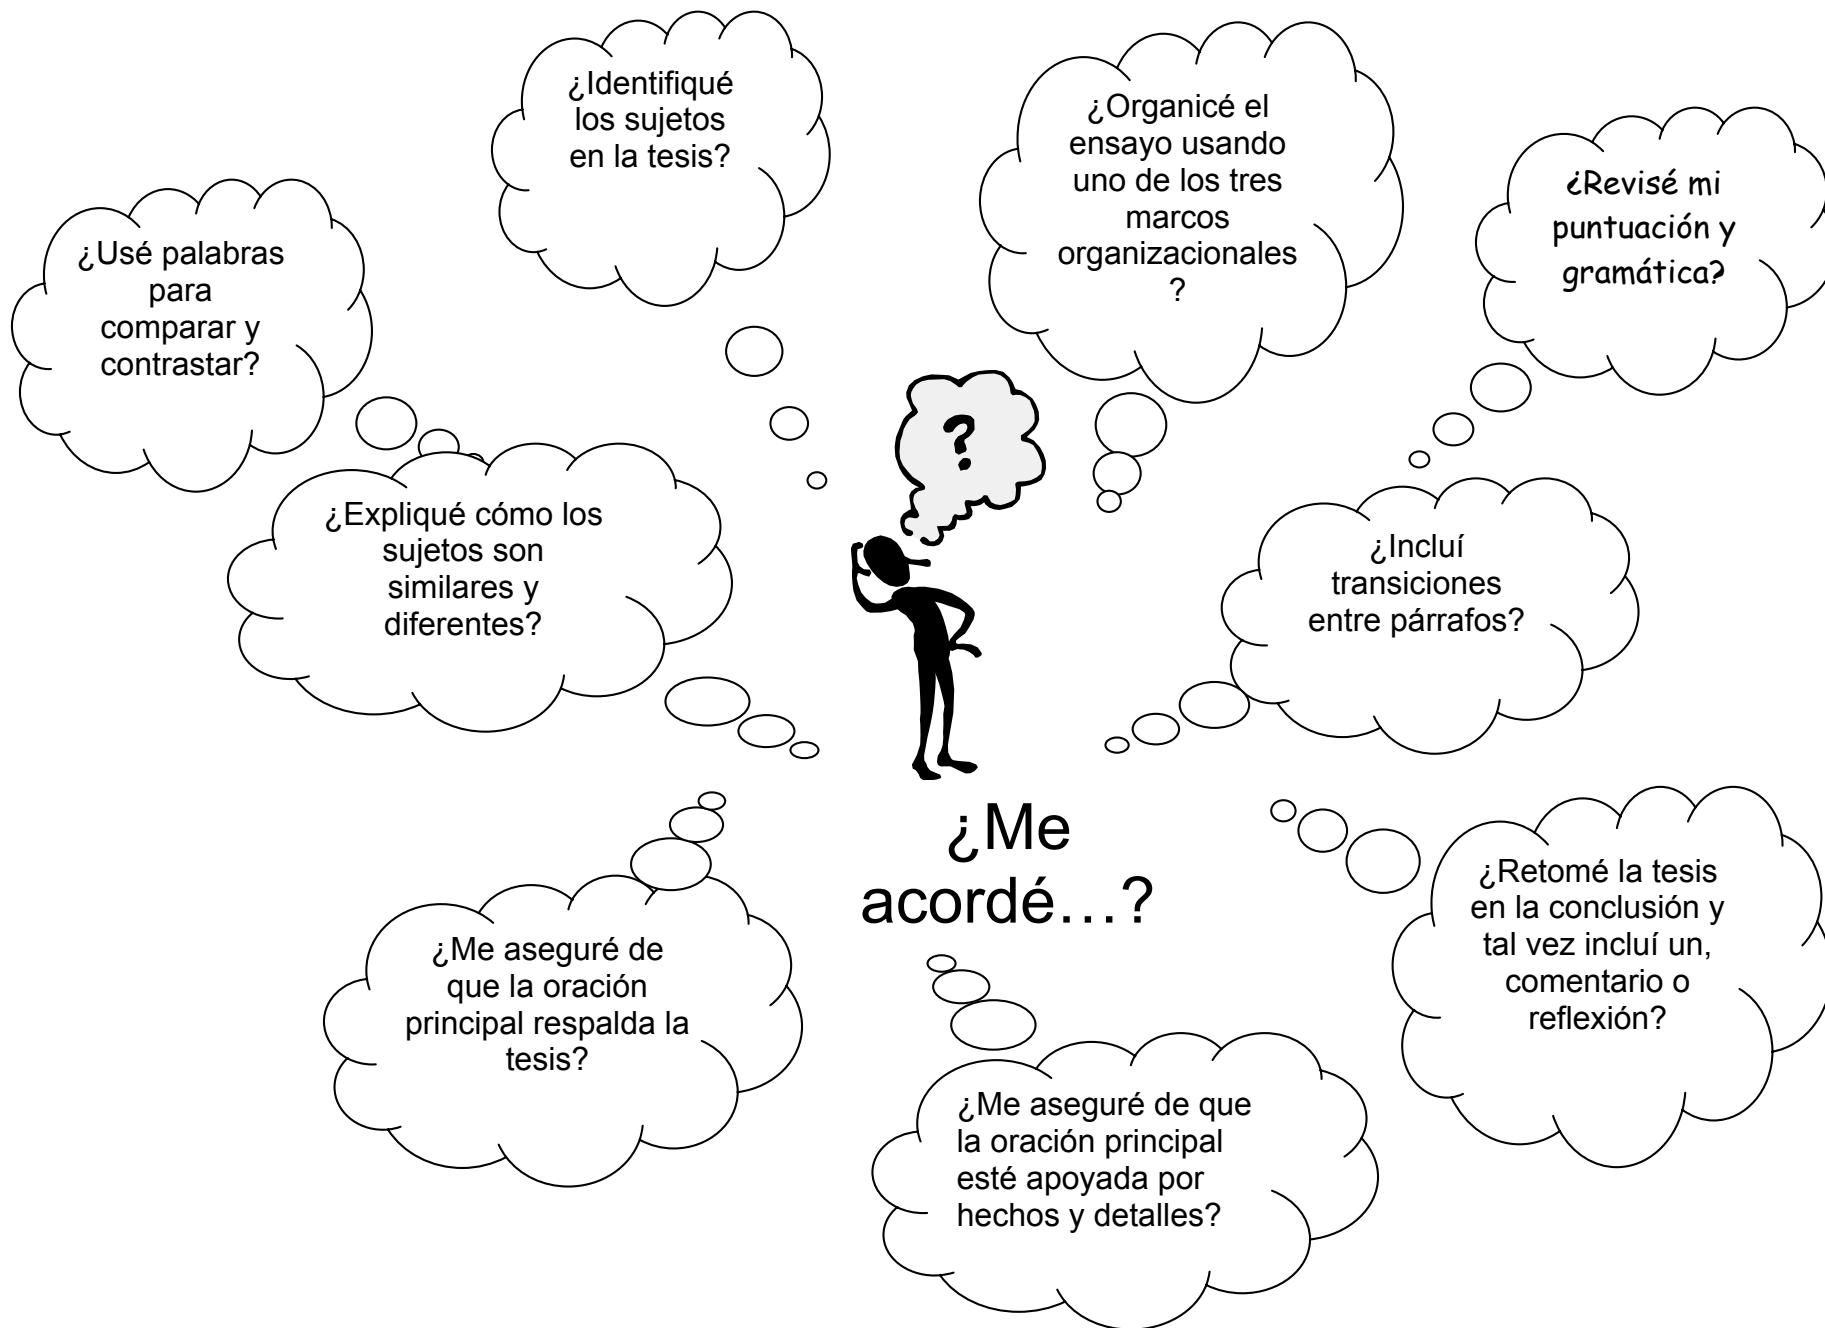 ¿Identifiqué
los sujetos
en la tesis?
¿Organicé el
ensayo usando
uno de los tres
marcos
organizacionales
?
¿Revisé mi
puntuación y
gramática?
¿Usé palabras
para
comparar y
contrastar?
?
¿Expliqué cómo los
sujetos son
similares y
diferentes?
¿Incluí
transiciones
entre párrafos?
¿Me
acordé…?
¿Retomé la tesis
en la conclusión y
tal vez incluí un,
comentario o
reflexión?
¿Me aseguré de
que la oración
principal respalda la
tesis?
¿Me aseguré de que
la oración principal
esté apoyada por
hechos y detalles?